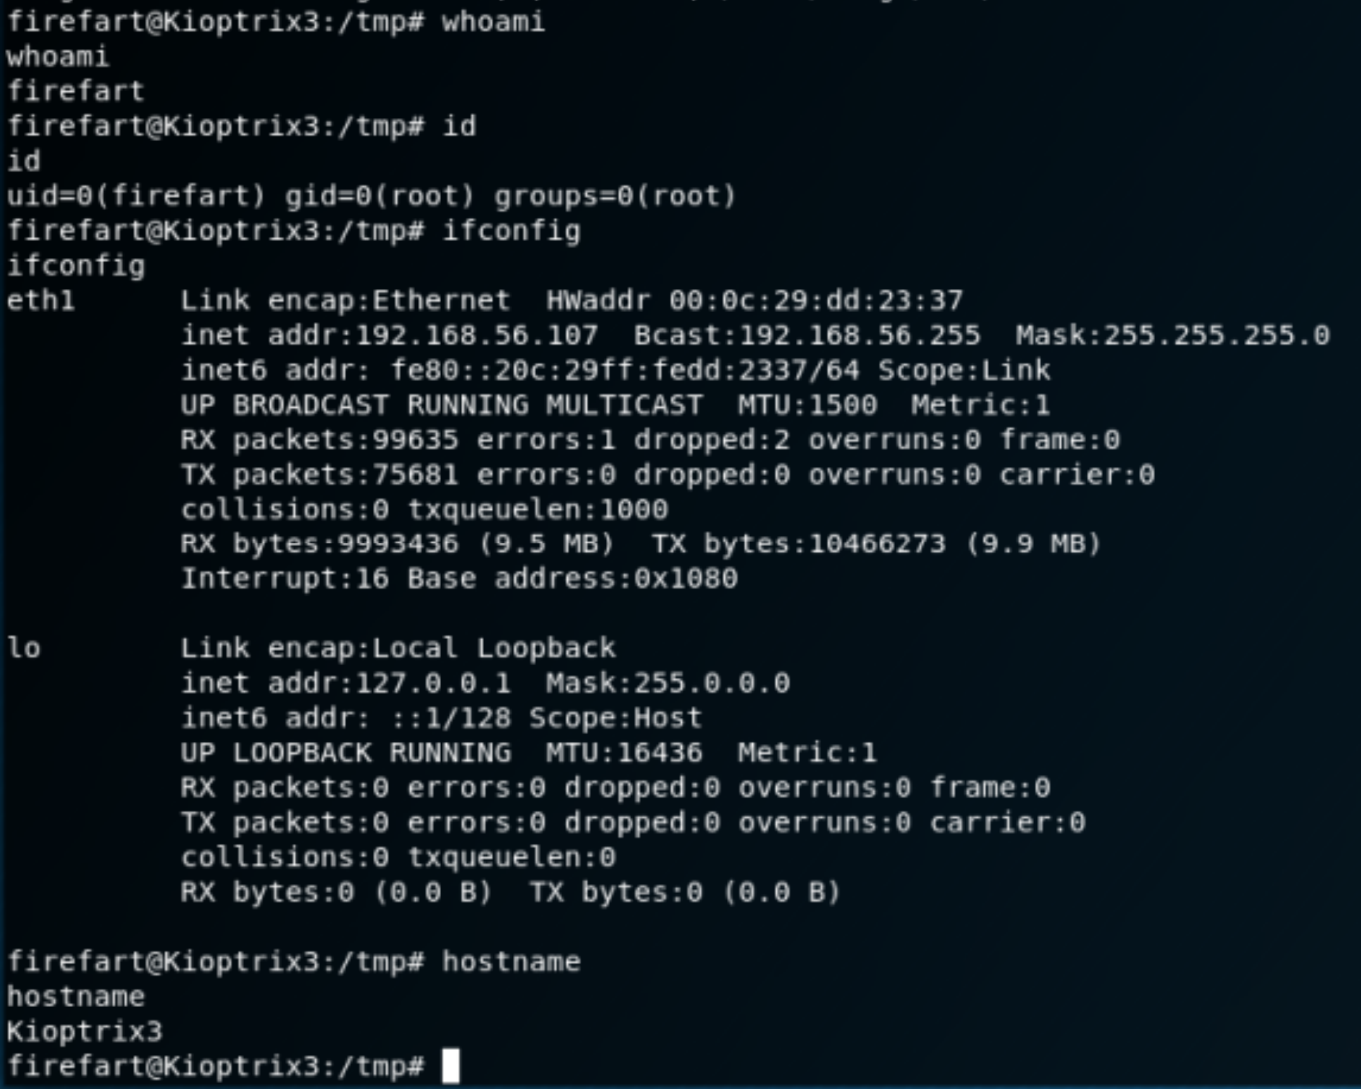 firefart@Kioptrix3:/tmp# whoami
whoami
firefart
firefart@Kioptrix3:/tmp# id
id
uid=0(firefart) gid=0(root) groups=0(root)
firefart@Kioptrix3:/tmp# ifconfig
ifconfig
eth1      Link encap:Ethernet  HWaddr 00:0c:29:dd:23:37
          inet addr:192.168.56.107  Bcast:192.168.56.255  Mask:255.255.255.0
          inet6 addr: fe80::20c:29ff:fedd:2337/64 Scope:Link
          UP BROADCAST RUNNING MULTICAST  MTU:1500  Metric:1
          RX packets:99635 errors:1 dropped:2 overruns:0 frame:0
          TX packets:75681 errors:0 dropped:0 overruns:0 carrier:0
          collisions:0 txqueuelen:1000
          RX bytes:9993436 (9.5 MB)  TX bytes:10466273 (9.9 MB)
          Interrupt:16 Base address:0x1080

lo        Link encap:Local Loopback
          inet addr:127.0.0.1  Mask:255.0.0.0
          inet6 addr: ::1/128 Scope:Host
          UP LOOPBACK RUNNING  MTU:16436  Metric:1
          RX packets:0 errors:0 dropped:0 overruns:0 frame:0
          TX packets:0 errors:0 dropped:0 overruns:0 carrier:0
          collisions:0 txqueuelen:0
          RX bytes:0 (0.0 B)  TX bytes:0 (0.0 B)

firefart@Kioptrix3:/tmp# hostname
hostname
Kioptrix3
firefart@Kioptrix3:/tmp#